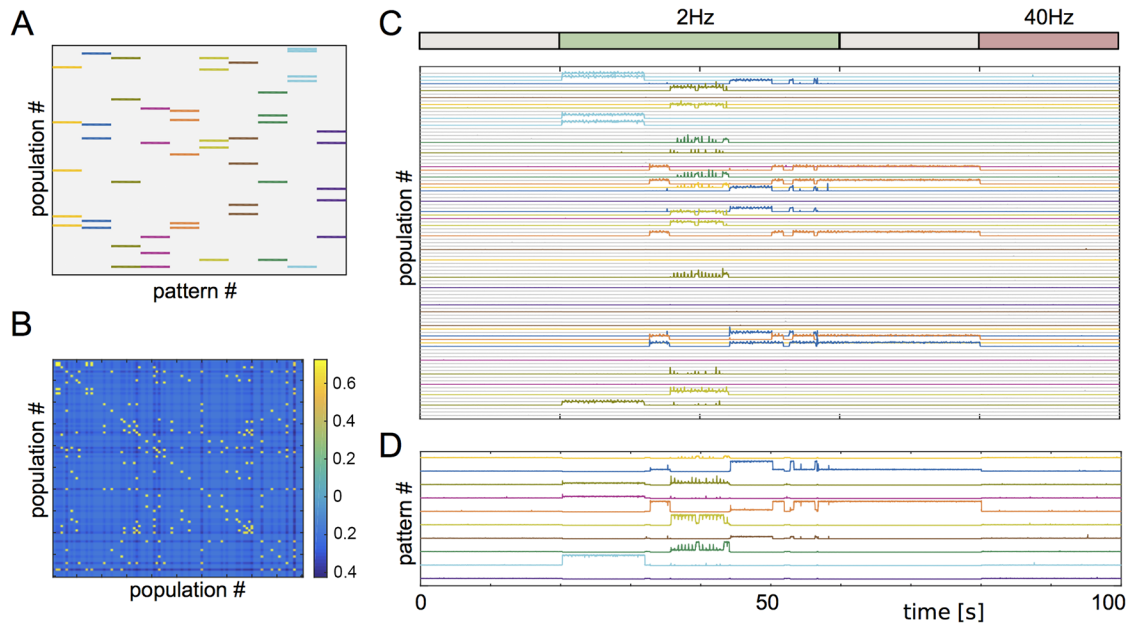 A
population #
pattern #
B
population #
population #
0.6
0.4
0.2
0
0.2
0.4
C
2Hz
40Hz
population #
D
pattern #
0
50
100
time [s]